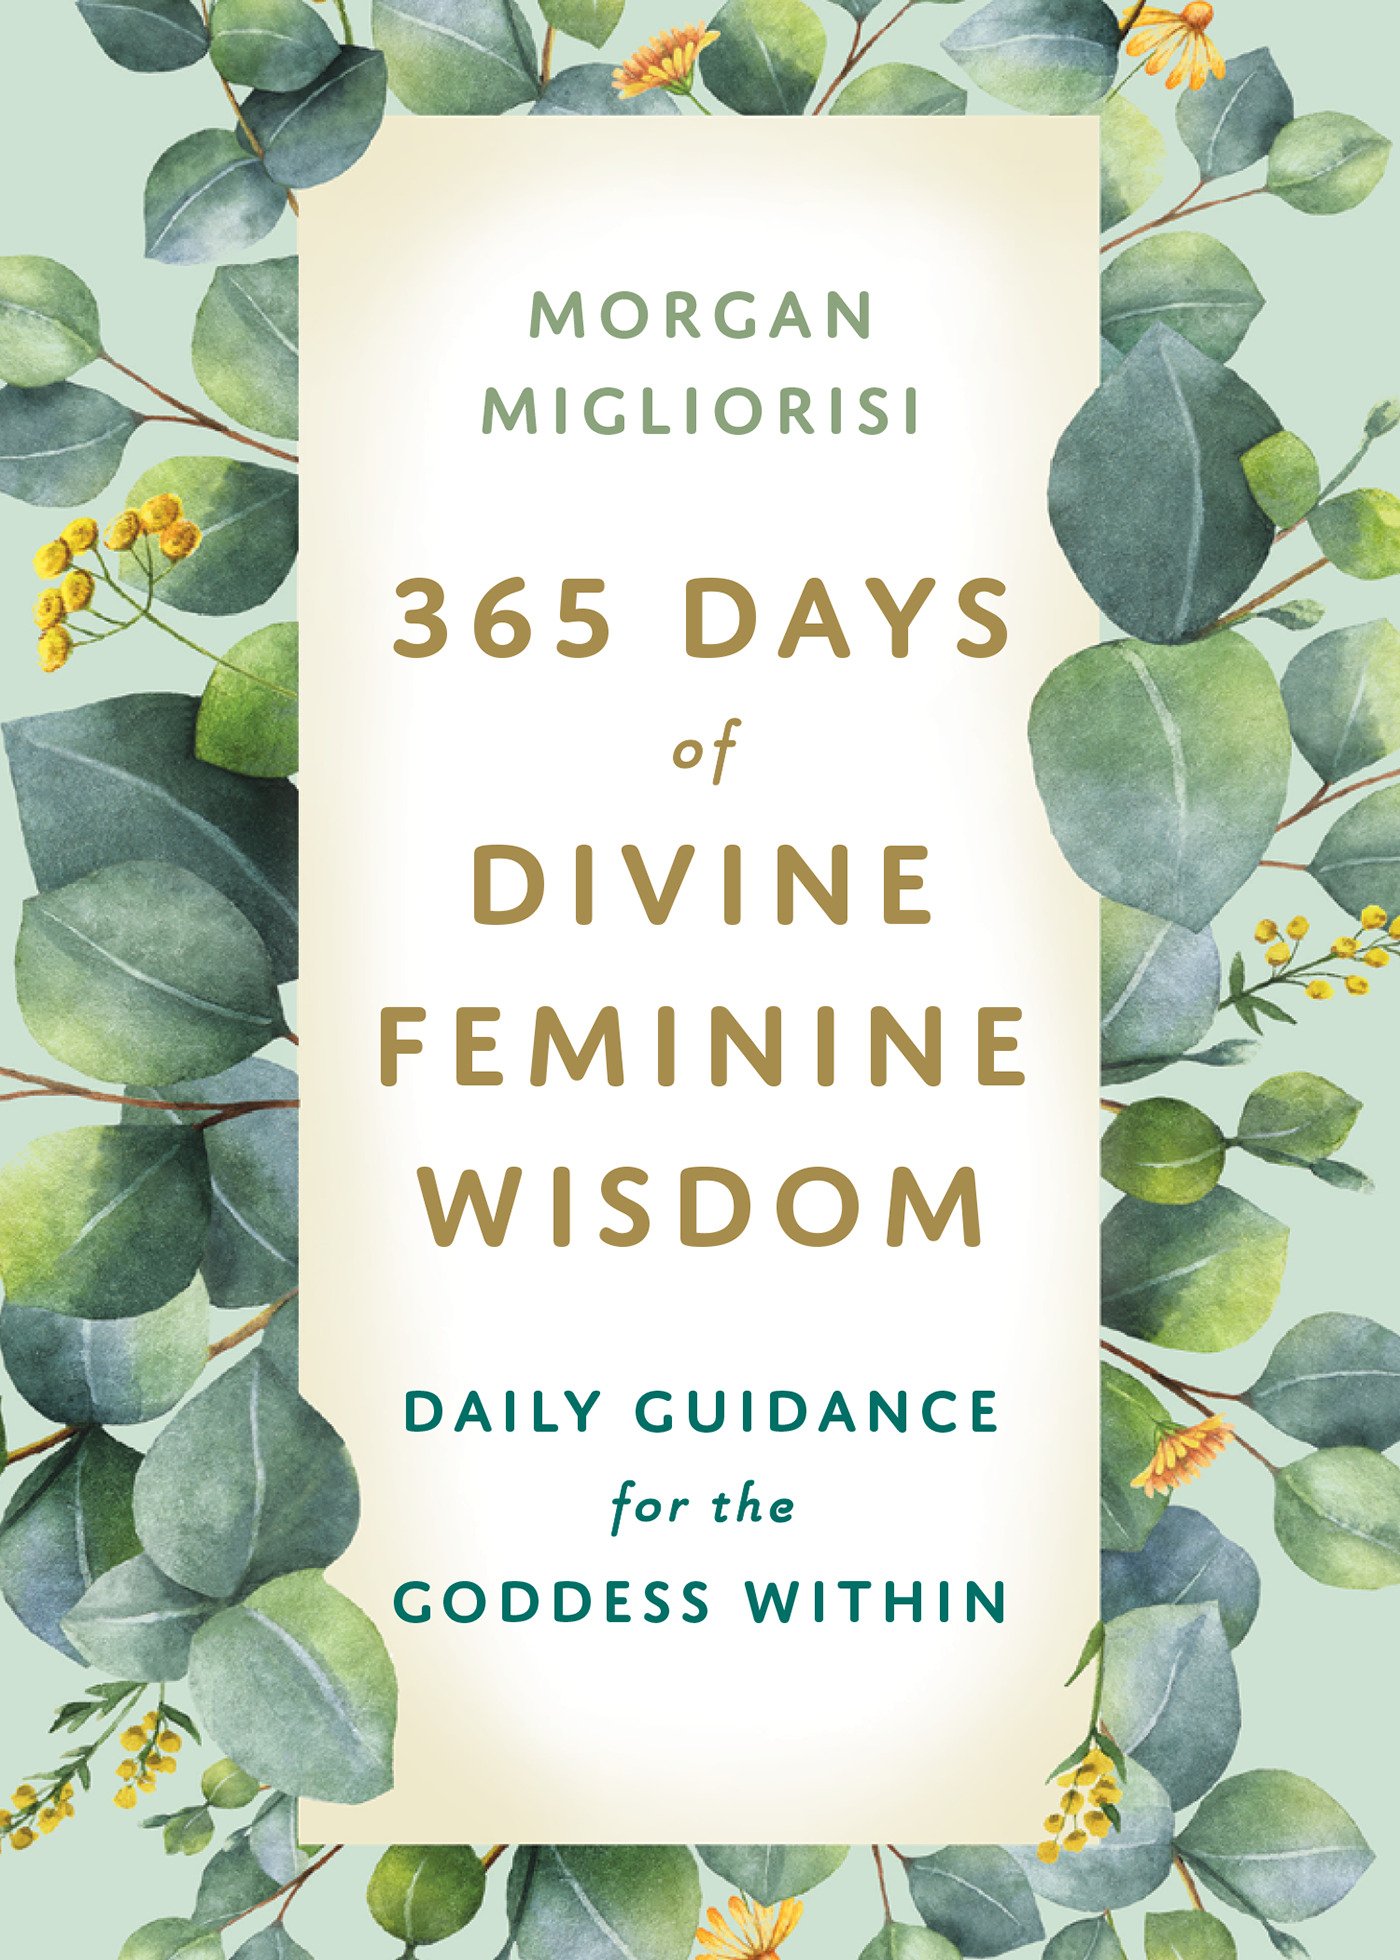 MORGAN
MIGLIORISI
365 DAYS
of
DIVINE
FEMININE
WISDOM
DAILY GUIDANCE
for the
GODDESS WITHIN